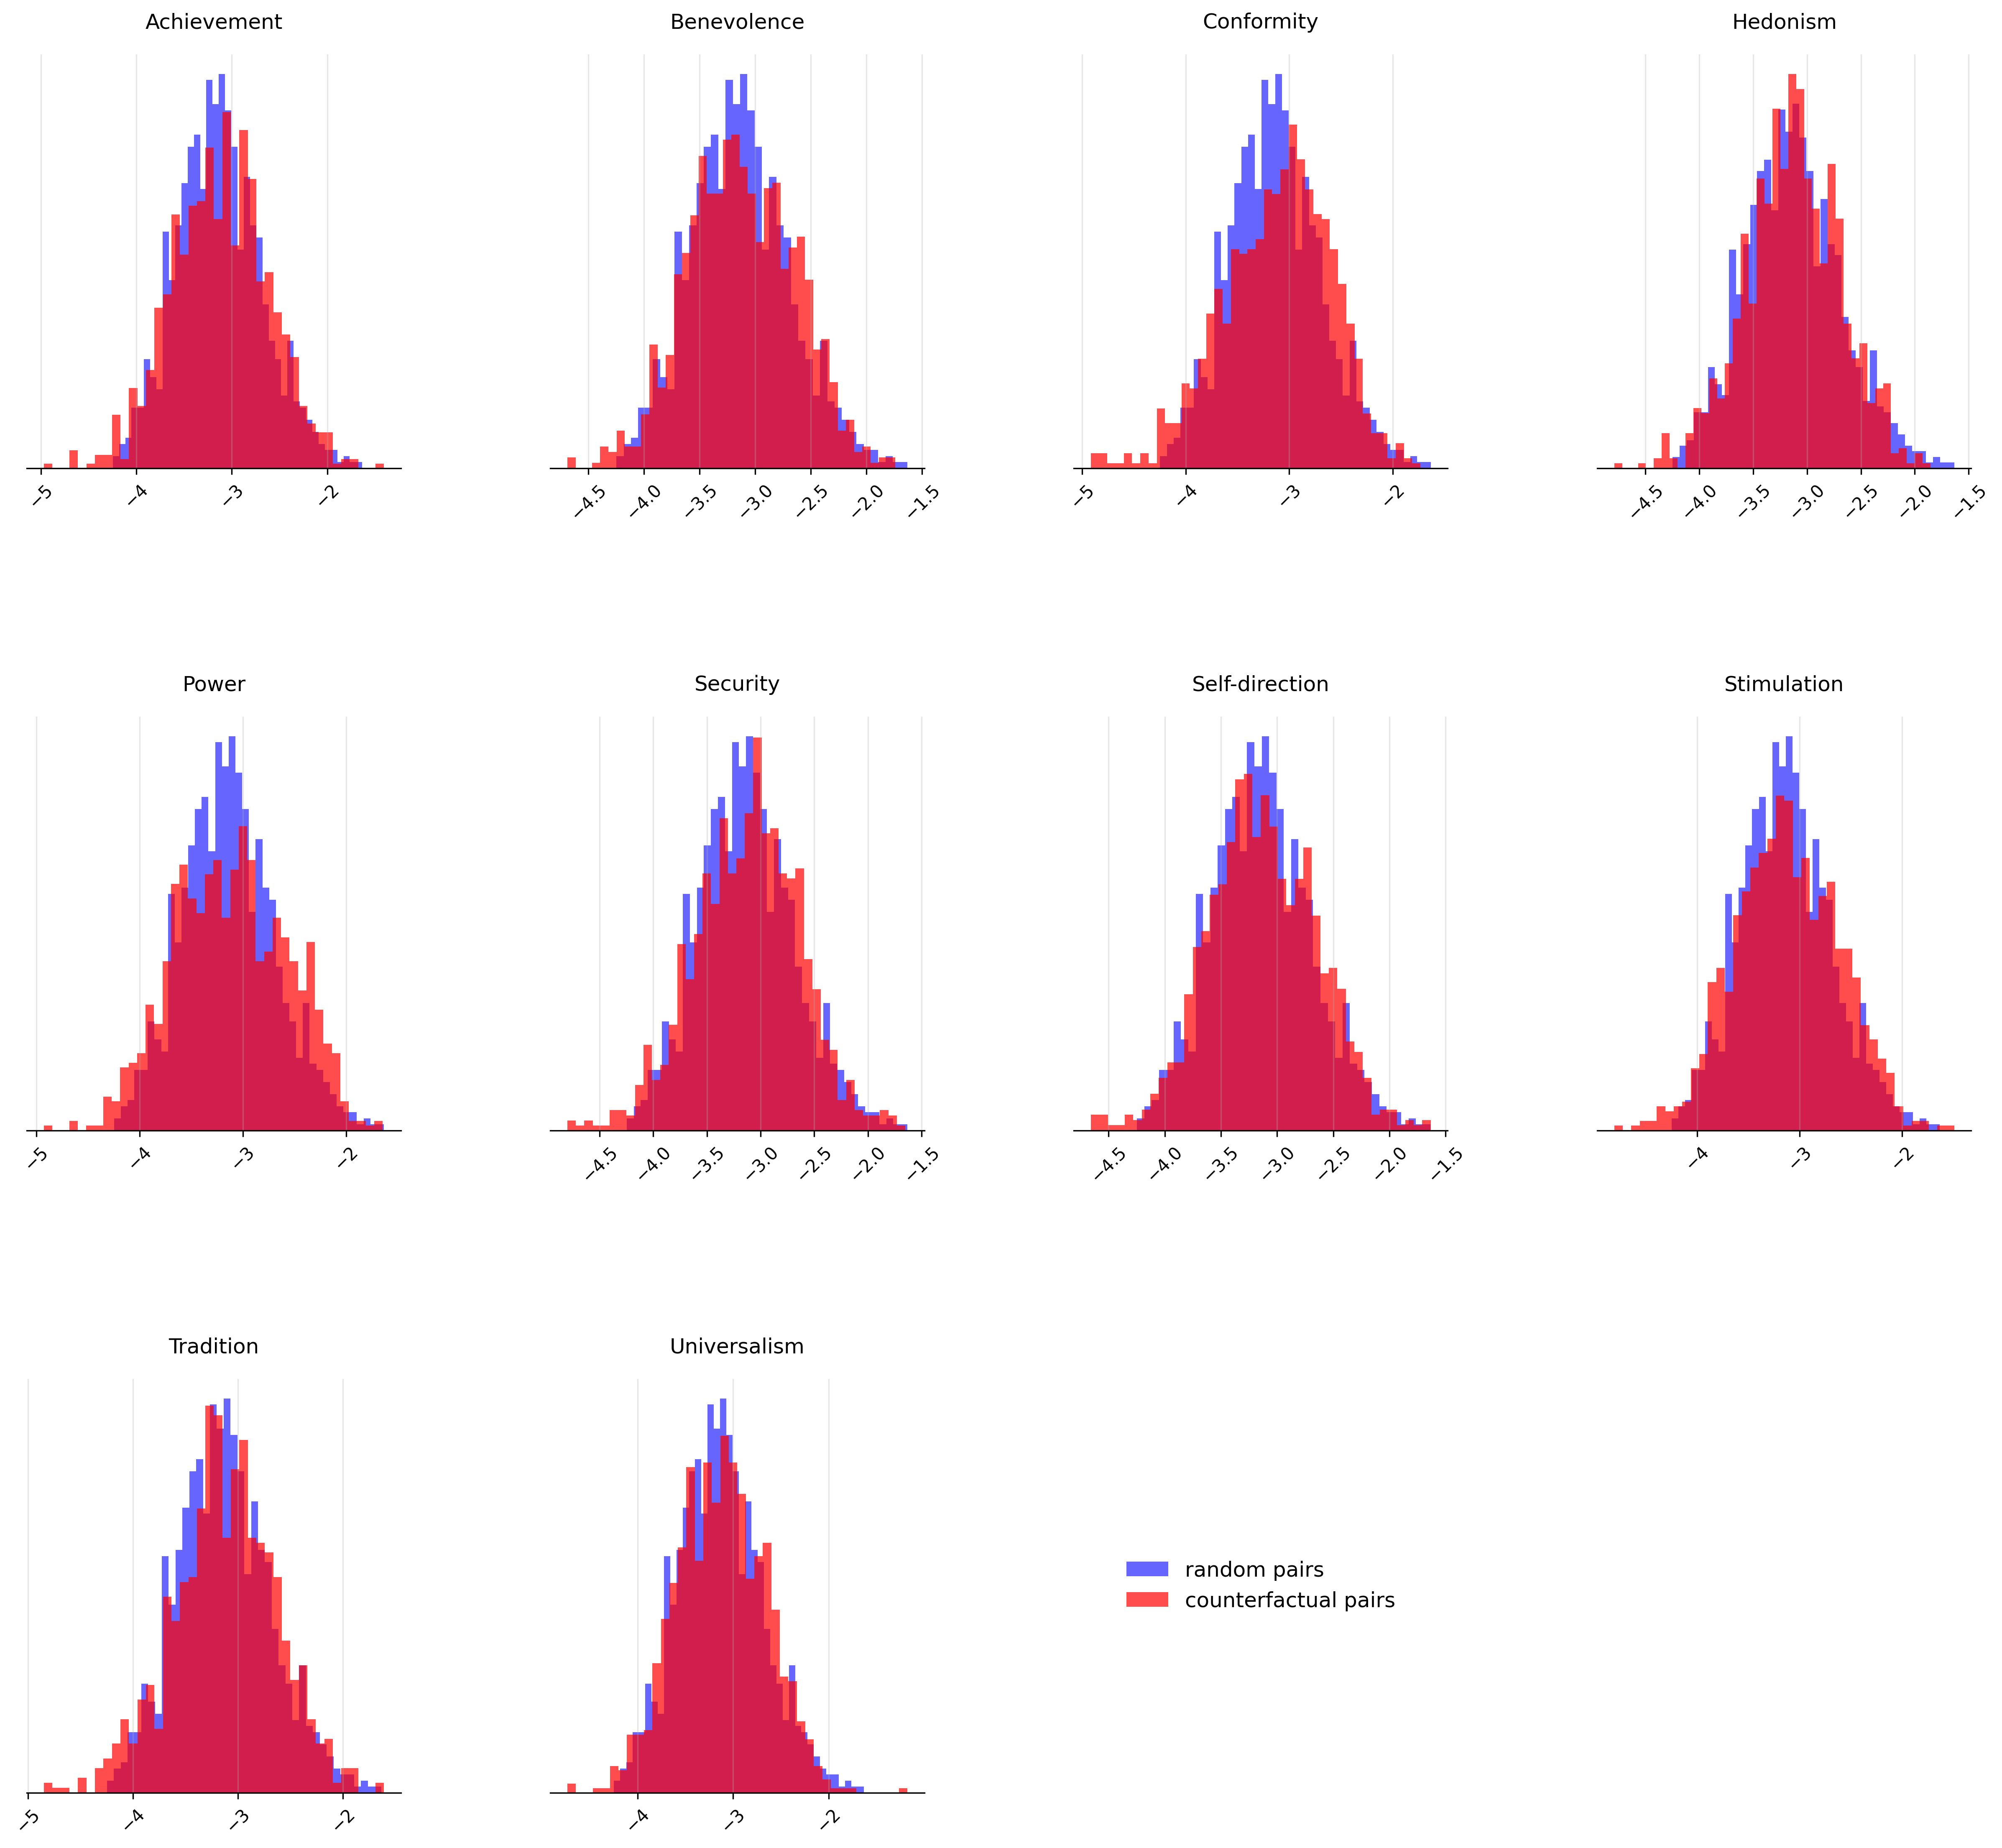 Achievement
Benevolence
Conformity
Hedonism
−5 −4 −3 −2
−4.5 −4.0 −3.5 −3.0 −2.5 −2.0 −1.5
−5 −4 −3 −2
−4.5 −4.0 −3.5 −3.0 −2.5 −2.0 −1.5
Power
Security
Self-direction
Stimulation
−5 −4 −3 −2
−4.5 −4.0 −3.5 −3.0 −2.5 −2.0 −1.5
−4.5 −4.0 −3.5 −3.0 −2.5 −2.0 −1.5
−4 −3 −2
Tradition
Universalism
random pairs
counterfactual pairs
−5 −4 −3 −2
−4 −3 −2